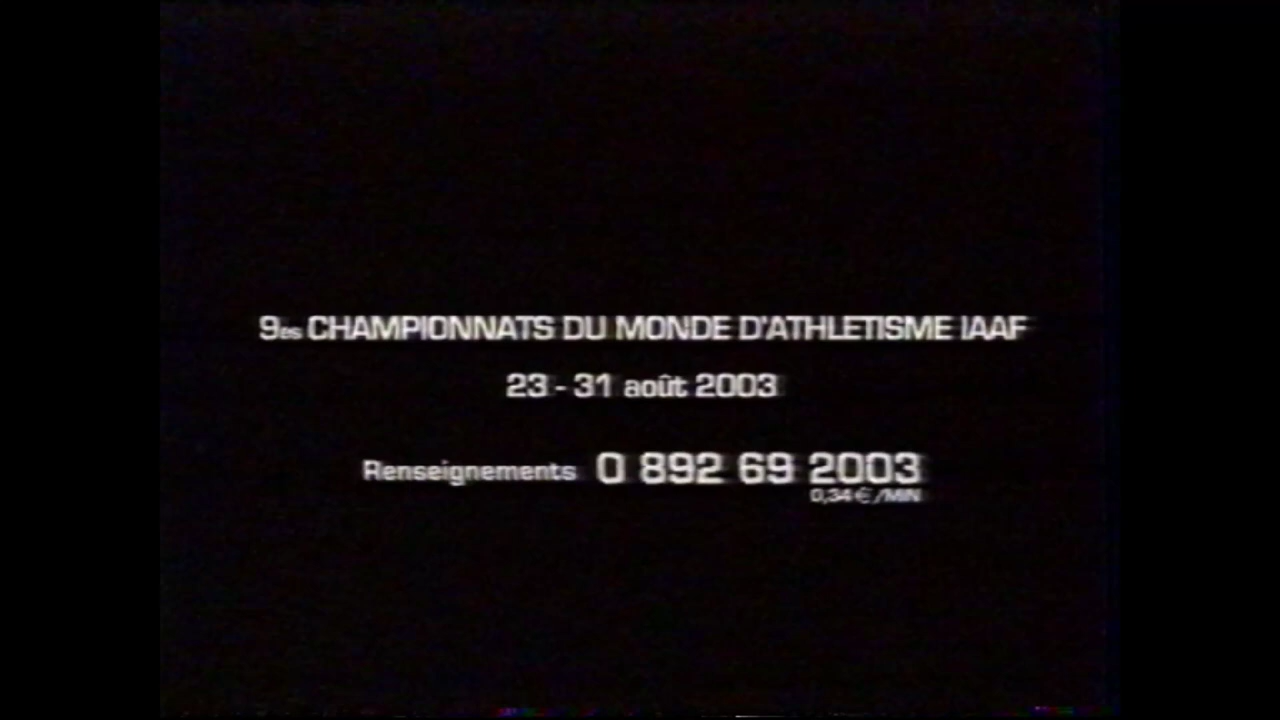 9es CHAMPIONNATS DU MONDE D'ATHLETISME IAAF
23 - 31 août 2003
Renseignements 0 892 69 2003
0,34 €/MIN